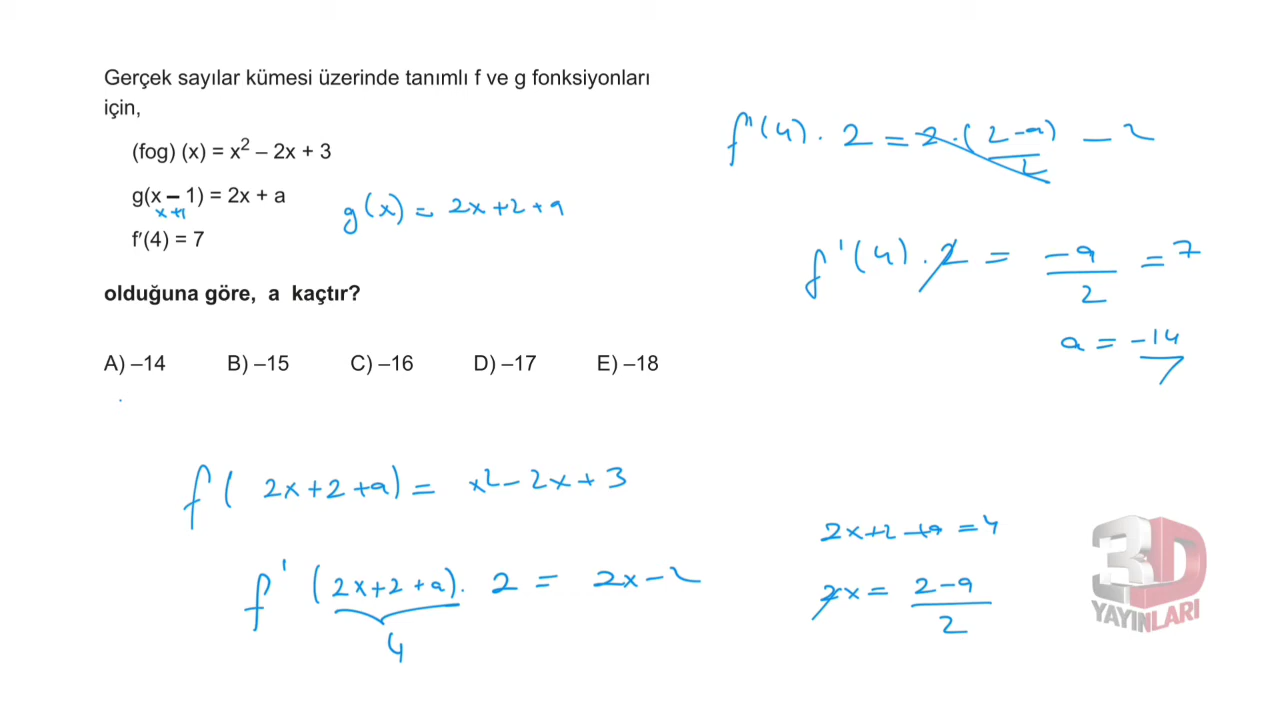 Gerçek sayılar kümesi üzerinde tanımlı f ve g fonksiyonları
için,
(fog) (x) = x² – 2x + 3
g(x – 1) = 2x + a
x+1
g(x) = 2x+2+a
f′(4) = 7
olduğuna göre, a kaçtır?
A) –14 B) –15 C) –16 D) –17 E) –18
f( 2x+2+a) = x²-2x+3
f' (2x+2+a). 2 = 2x-2
4
f"(4). 2 = 2.(2-a)/2 - 2
f'(4). 2 = -a/2 = 7
a = -14
2x+2+a = 4
2x = 2-a
2
3D
YAYINLARI